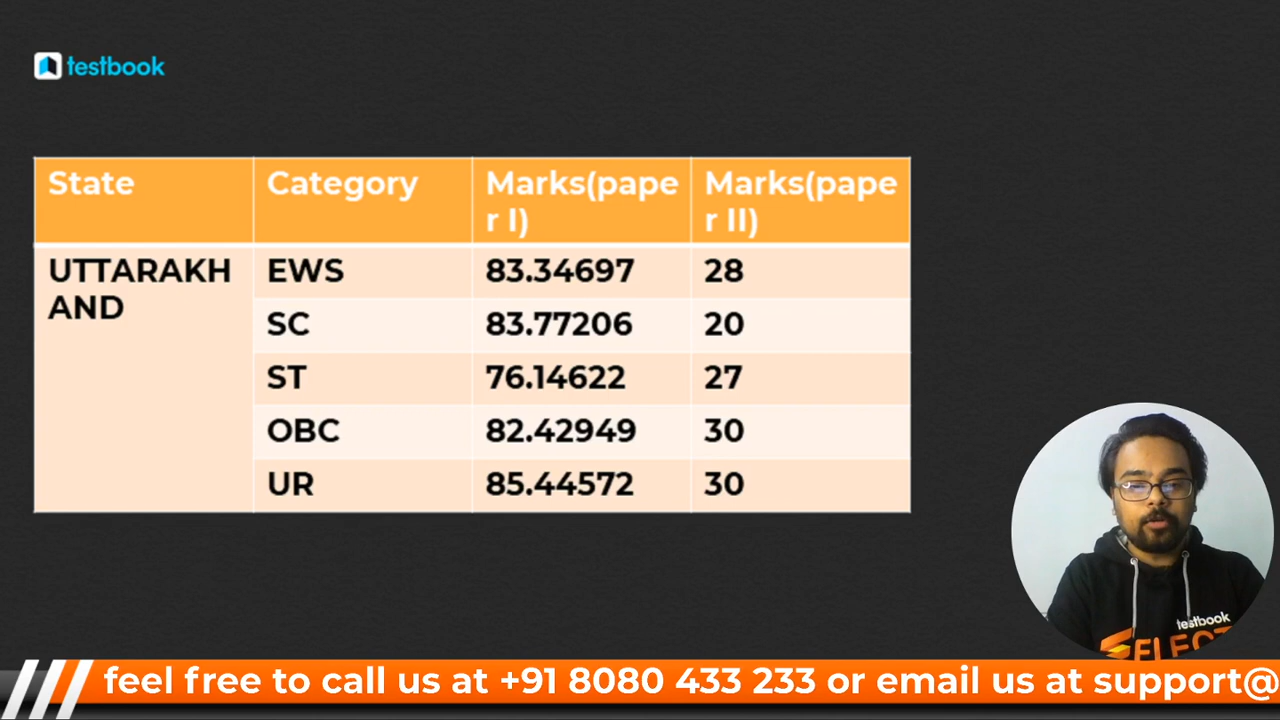 testbook
State Category Marks(pape Marks(pape
r I) r II)
UTTARAKH EWS 83.34697 28
AND
SC 83.77206 20
ST 76.14622 27
OBC 82.42949 30
UR 85.44572 30
testbook
SELECT
feel free to call us at +91 8080 433 233 or email us at support@